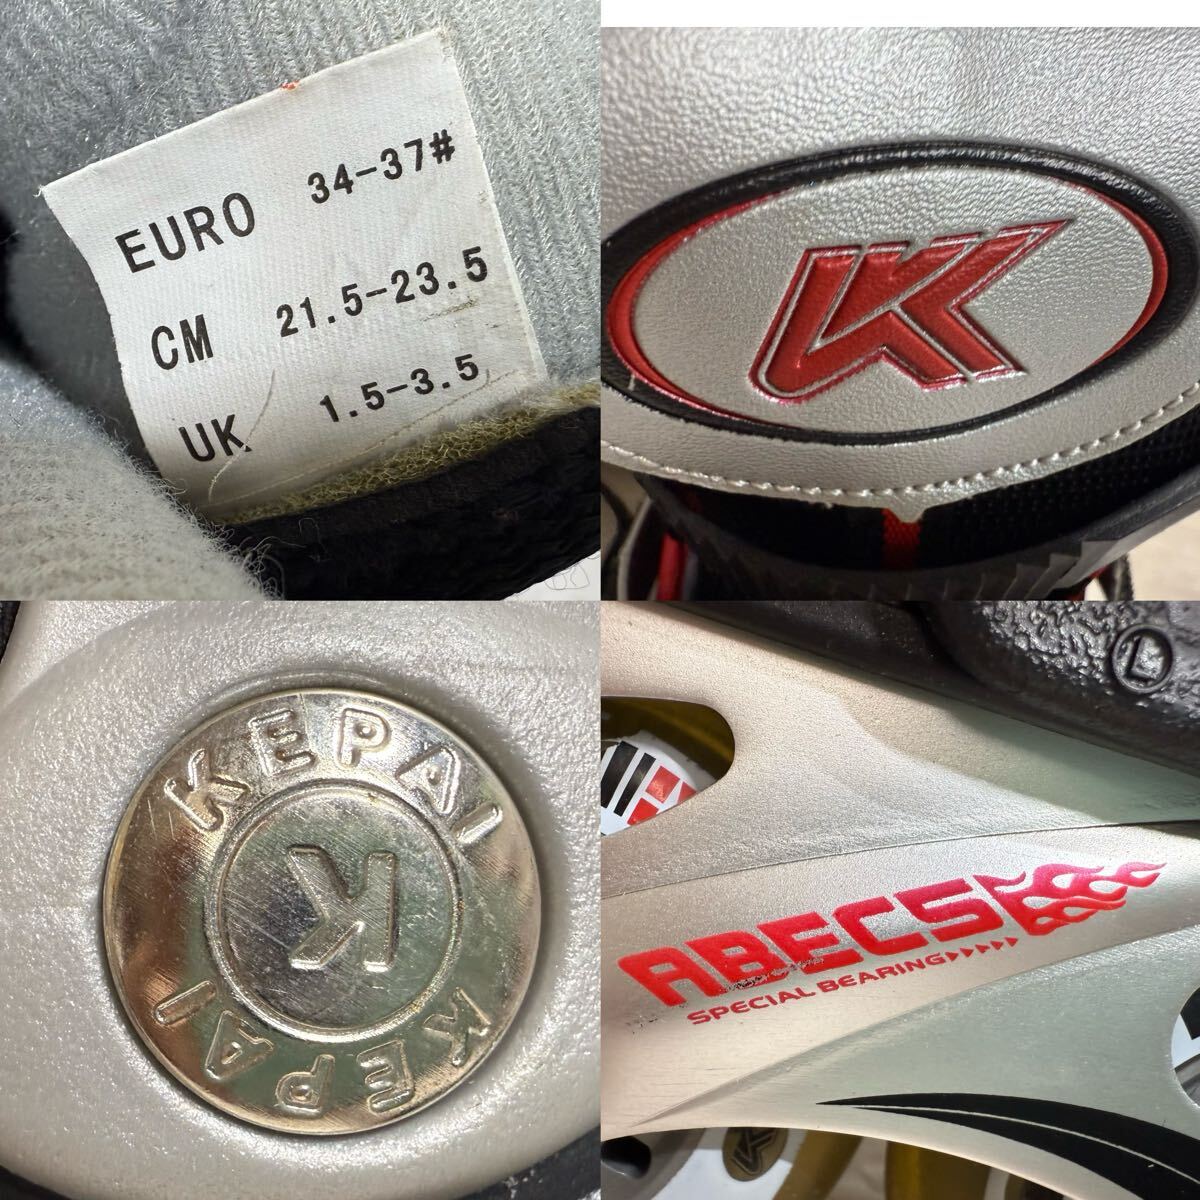 EURO 34-37#
CM 21.5-23.5
UK 1.5-3.5
K
KEPAI
K
KEPAI
L
ABEC5
SPECIAL BEARING
K